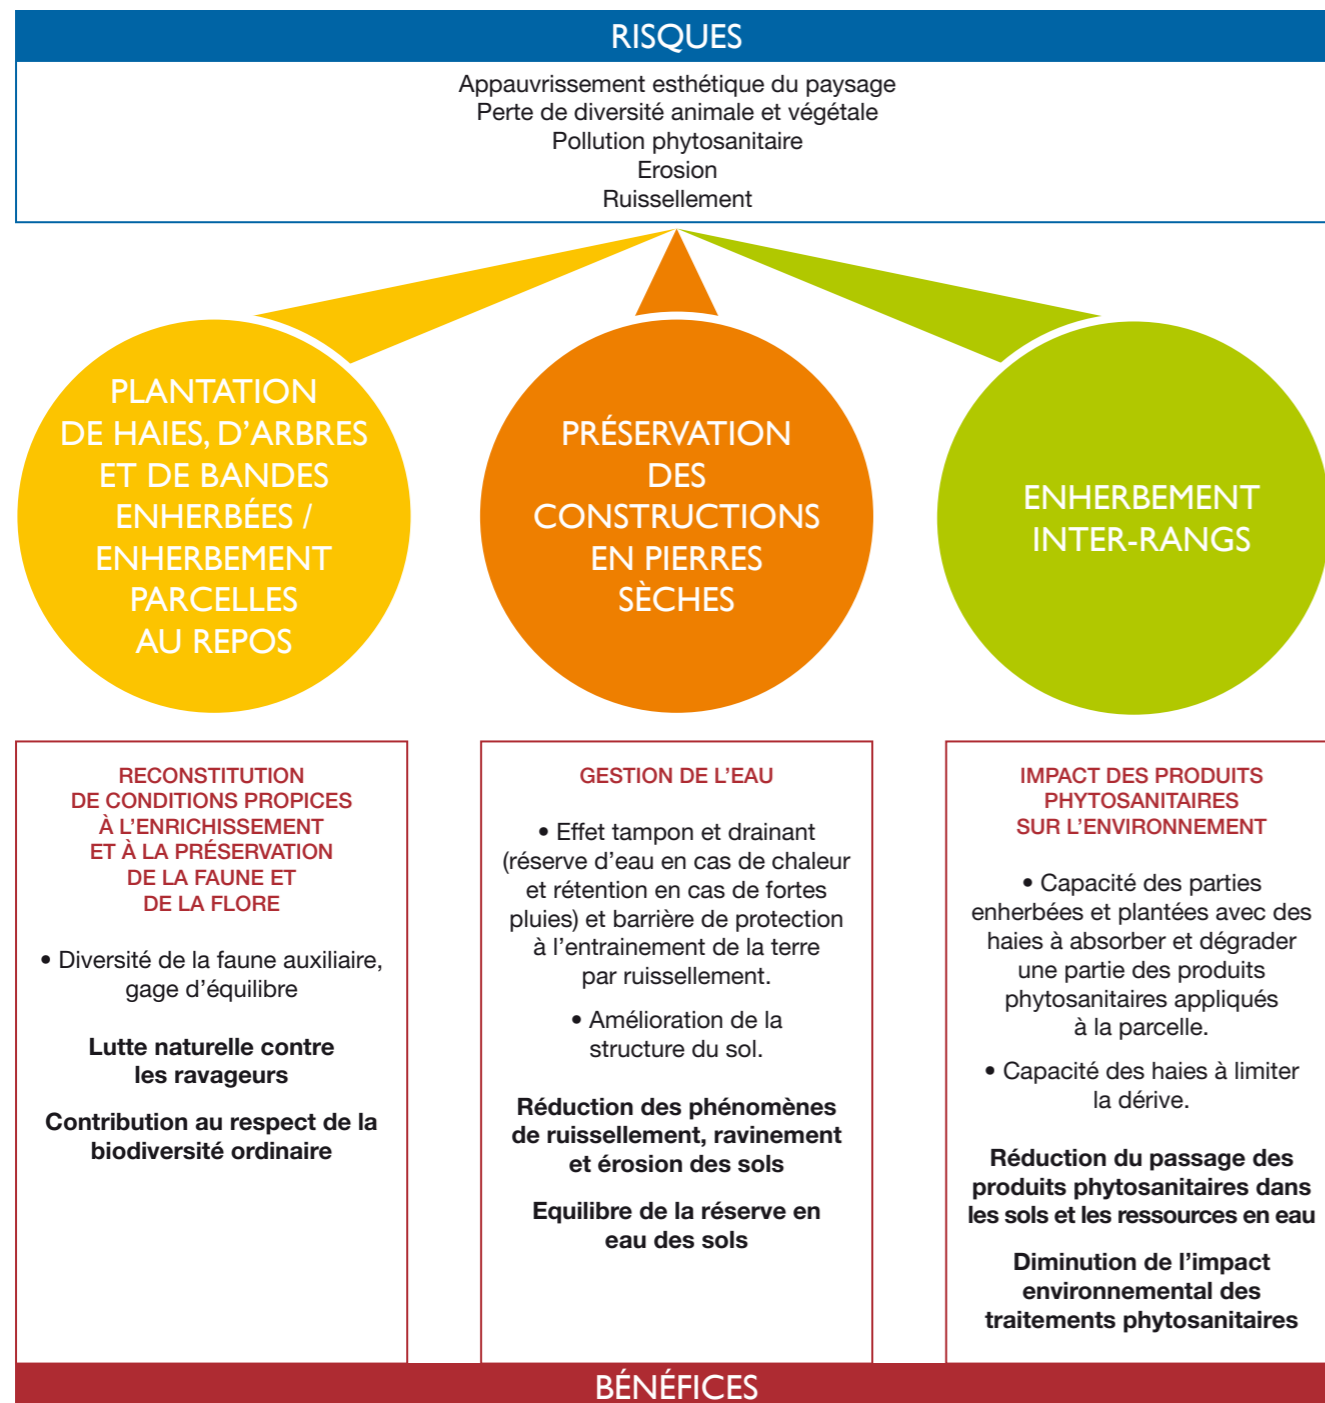 RISQUES
Appauvrissement esthétique du paysage
Perte de diversité animale et végétale
Pollution phytosanitaire
Erosion
Ruissellement
PLANTATION
DE HAIES, D'ARBRES
ET DE BANDES
ENHERBÉES /
ENHERBEMENT
PARCELLES
AU REPOS
PRÉSERVATION
DES
CONSTRUCTIONS
EN PIERRES
SÈCHES
ENHERBEMENT
INTER-RANGS
RECONSTITUTION
DE CONDITIONS PROPICES
À L'ENRICHISSEMENT
ET À LA PRÉSERVATION
DE LA FAUNE ET
DE LA FLORE
• Diversité de la faune auxiliaire,
gage d'équilibre
Lutte naturelle contre
les ravageurs
Contribution au respect de la
biodiversité ordinaire
GESTION DE L'EAU
• Effet tampon et drainant
(réserve d'eau en cas de chaleur
et rétention en cas de fortes
pluies) et barrière de protection
à l'entrainement de la terre
par ruissellement.
• Amélioration de la
structure du sol.
Réduction des phénomènes
de ruissellement, ravinement
et érosion des sols
Equilibre de la réserve en
eau des sols
IMPACT DES PRODUITS
PHYTOSANITAIRES
SUR L'ENVIRONNEMENT
• Capacité des parties
enherbées et plantées avec des
haies à absorber et dégrader
une partie des produits
phytosanitaires appliqués
à la parcelle.
• Capacité des haies à limiter
la dérive.
Réduction du passage des
produits phytosanitaires dans
les sols et les ressources en eau
Diminution de l'impact
environnemental des
traitements phytosanitaires
BÉNÉFICES